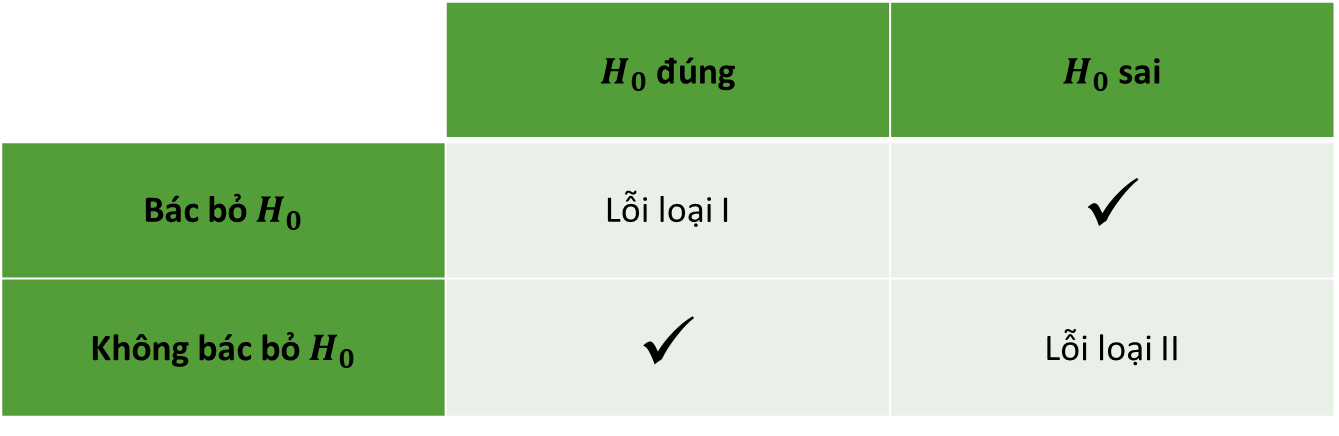 H₀ đúng
H₀ sai
Bác bỏ H₀
Lỗi loại I
✓
Không bác bỏ H₀
✓
Lỗi loại II